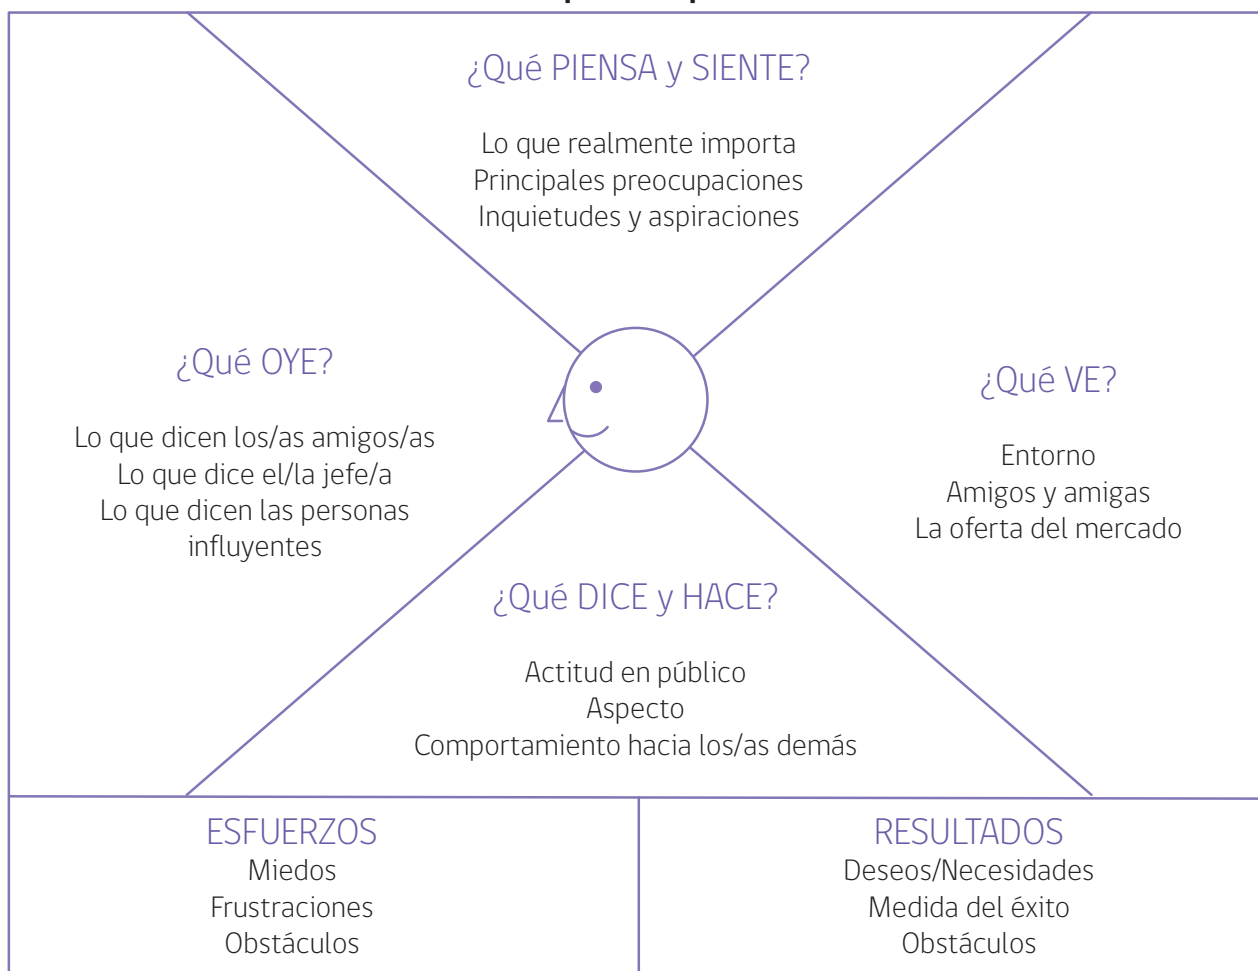 ¿Qué PIENSA y SIENTE?
Lo que realmente importa
Principales preocupaciones
Inquietudes y aspiraciones
¿Qué OYE?
Lo que dicen los/as amigos/as
Lo que dice el/la jefe/a
Lo que dicen las personas
influyentes
¿Qué VE?
Entorno
Amigos y amigas
La oferta del mercado
¿Qué DICE y HACE?
Actitud en público
Aspecto
Comportamiento hacia los/as demás
ESFUERZOS
Miedos
Frustraciones
Obstáculos
RESULTADOS
Deseos/Necesidades
Medida del éxito
Obstáculos